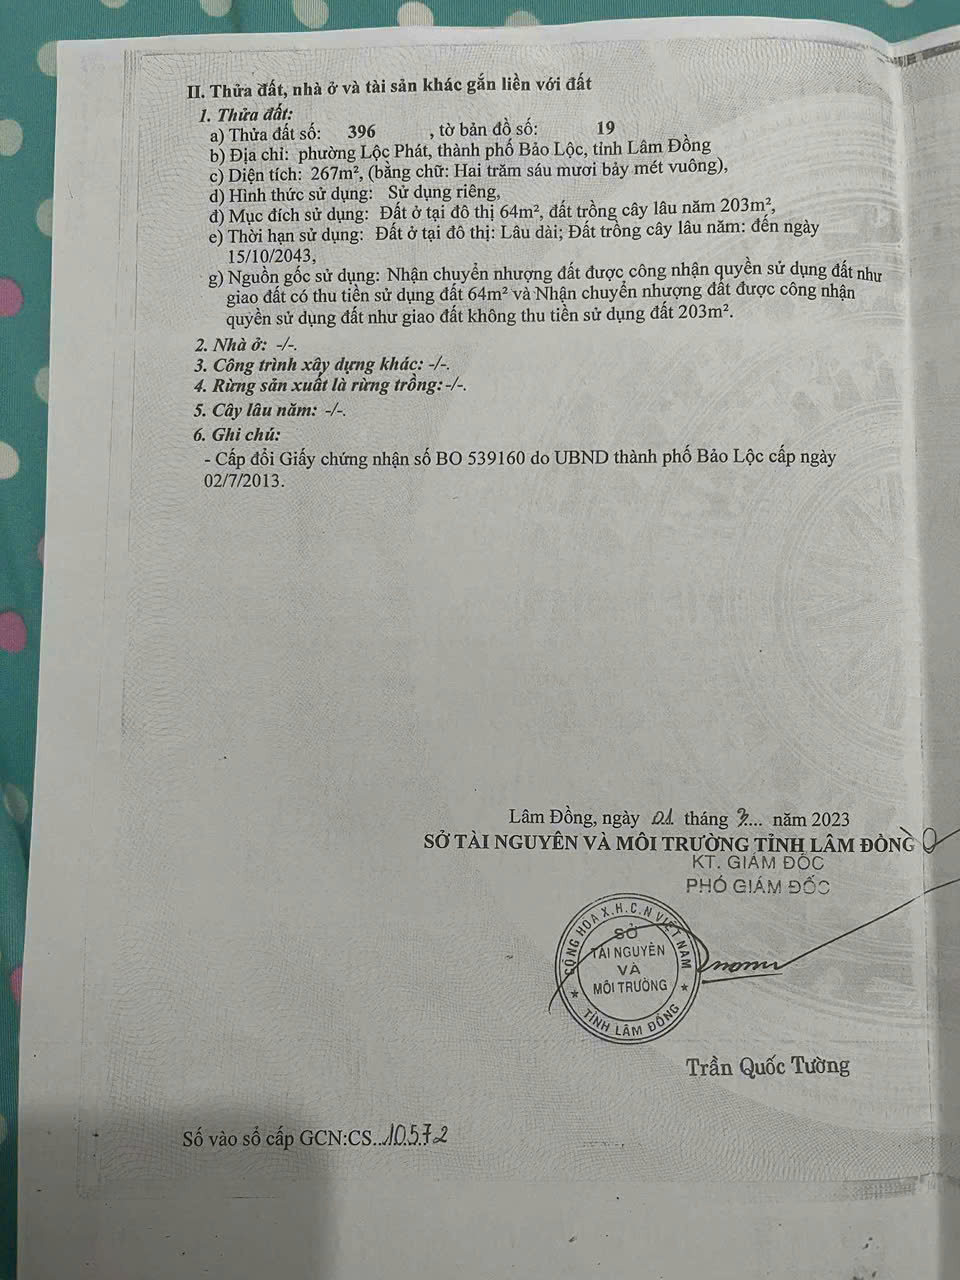 II. Thửa đất, nhà ở và tài sản khác gắn liền với đất
1. Thửa đất:
a) Thửa đất số: 396 , tờ bản đồ số: 19
b) Địa chỉ: phường Lộc Phát, thành phố Bảo Lộc, tỉnh Lâm Đồng
c) Diện tích: 267m², (bằng chữ: Hai trăm sáu mươi bảy mét vuông),
d) Hình thức sử dụng: Sử dụng riêng,
đ) Mục đích sử dụng: Đất ở tại đô thị 64m², đất trồng cây lâu năm 203m²,
e) Thời hạn sử dụng: Đất ở tại đô thị: Lâu dài; Đất trồng cây lâu năm: đến ngày
15/10/2043,
g) Nguồn gốc sử dụng: Nhận chuyển nhượng đất được công nhận quyền sử dụng đất như
giao đất có thu tiền sử dụng đất 64m² và Nhận chuyển nhượng đất được công nhận
quyền sử dụng đất như giao đất không thu tiền sử dụng đất 203m².
2. Nhà ở: -/-.
3. Công trình xây dựng khác: -/-.
4. Rừng sản xuất là rừng trồng: -/-.
5. Cây lâu năm: -/-.
6. Ghi chú:
- Cấp đổi Giấy chứng nhận số BO 539160 do UBND thành phố Bảo Lộc cấp ngày
02/7/2013.
Lâm Đồng, ngày 01 tháng 3... năm 2023
SỞ TÀI NGUYÊN VÀ MÔI TRƯỜNG TỈNH LÂM ĐỒNG
KT. GIÁM ĐỐC
PHÓ GIÁM ĐỐC
CỘNG HÒA X.H.C.N VIỆT NAM
SỞ
TÀI NGUYÊN
VÀ
MÔI TRƯỜNG
TỈNH LÂM ĐỒNG
Trần Quốc Tường
Số vào sổ cấp GCN:CS...10572